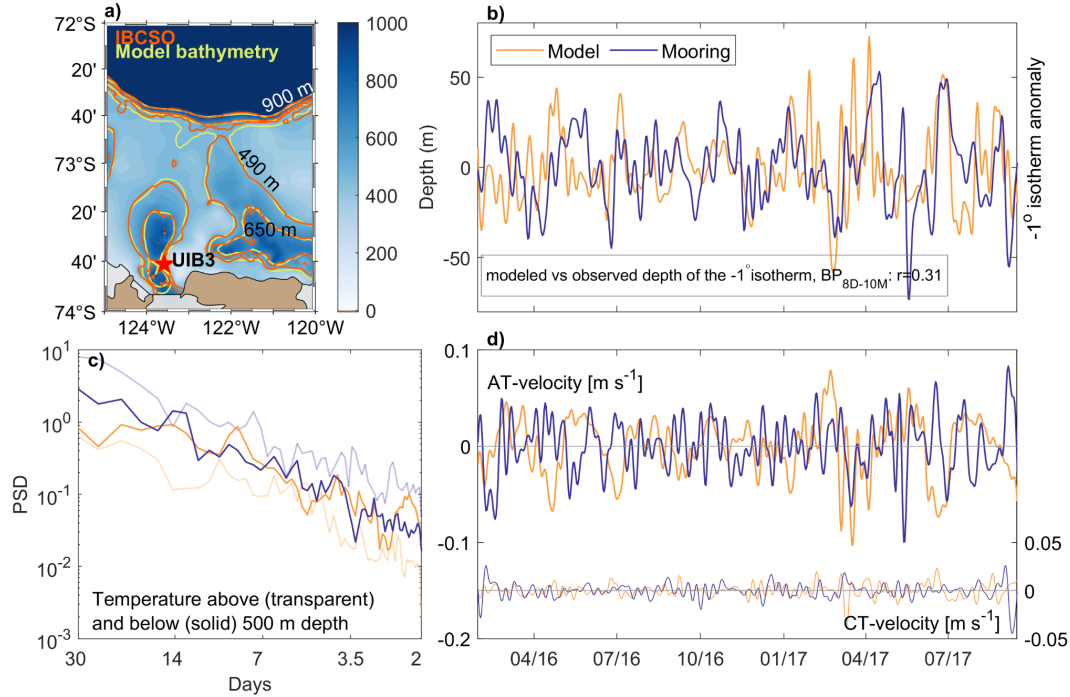 a)
72°S
20'
40'
73°S
20'
40'
74°S
124°W
122°W
120°W
IBCSO
Model bathymetry
900 m
490 m
650 m
UIB3
1000
800
600
400
200
0
Depth (m)
b)
Model
Mooring
50
0
-50
-1° isotherm anomaly
modeled vs observed depth of the -1°isotherm, BP8D-10M: r=0.31
c)
10^1
10^0
10^-1
10^-2
10^-3
PSD
Temperature above (transparent)
and below (solid) 500 m depth
30
14
7
3.5
2
Days
d)
0.1
0
-0.1
-0.2
AT-velocity [m s^-1]
0.05
0
-0.05
CT-velocity [m s^-1]
04/16
07/16
10/16
01/17
04/17
07/17